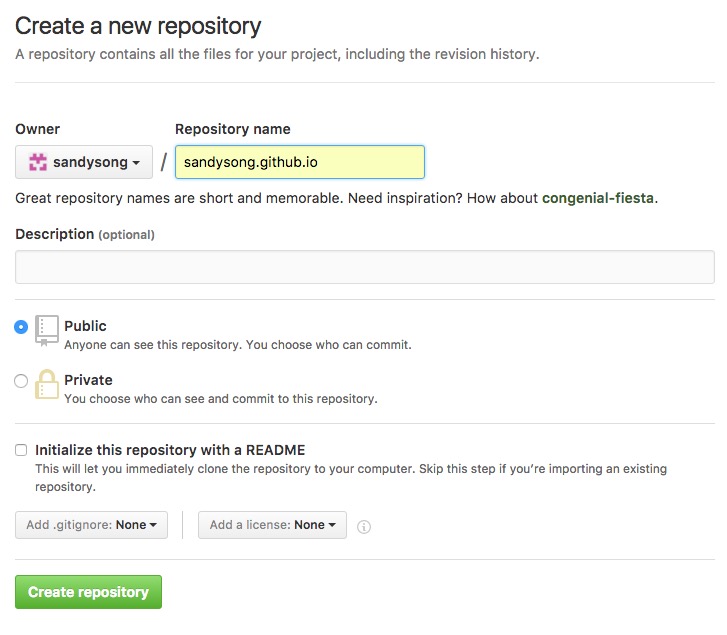 Create a new repository
A repository contains all the files for your project, including the revision history.
Owner Repository name
sandysong / sandysong.github.io
Great repository names are short and memorable. Need inspiration? How about congenial-fiesta.
Description (optional)
Public
Anyone can see this repository. You choose who can commit.
Private
You choose who can see and commit to this repository.
Initialize this repository with a README
This will let you immediately clone the repository to your computer. Skip this step if you’re importing an existing
repository.
Add .gitignore: None Add a license: None
Create repository